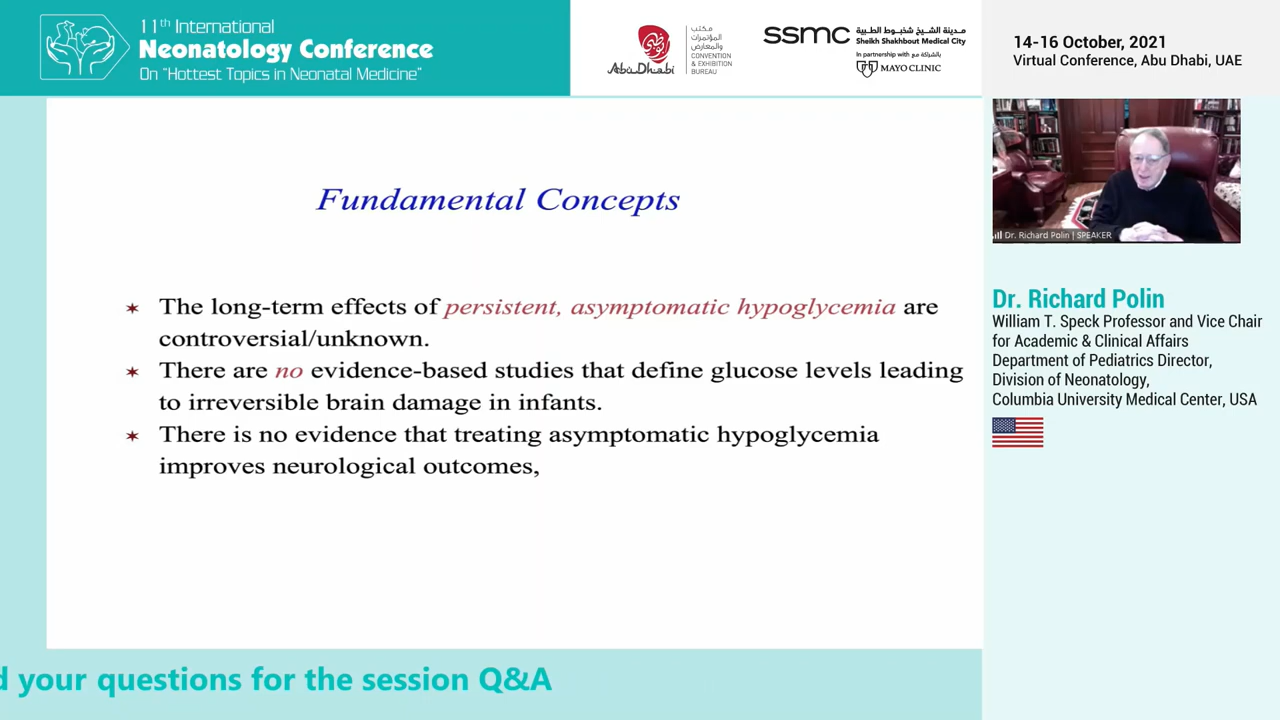 11th International
Neonatology Conference
On “Hottest Topics in Neonatal Medicine”
أبوظبي
Abu Dhabi
مكتب
المؤتمرات
والمعارض
CONVENTION
& EXHIBITION
BUREAU
ssmc
مدينة الشيخ شخبوط الطبية
Sheikh Shakhbout Medical City
بالشراكة مع In partnership with
MAYO CLINIC
14-16 October, 2021
Virtual Conference, Abu Dhabi, UAE
Fundamental Concepts
The long-term effects of persistent, asymptomatic hypoglycemia are
controversial/unknown.
There are no evidence-based studies that define glucose levels leading
to irreversible brain damage in infants.
There is no evidence that treating asymptomatic hypoglycemia
improves neurological outcomes,
Dr. Richard Polin | SPEAKER
Dr. Richard Polin
William T. Speck Professor and Vice Chair
for Academic & Clinical Affairs
Department of Pediatrics Director,
Division of Neonatology,
Columbia University Medical Center, USA
d your questions for the session Q&A